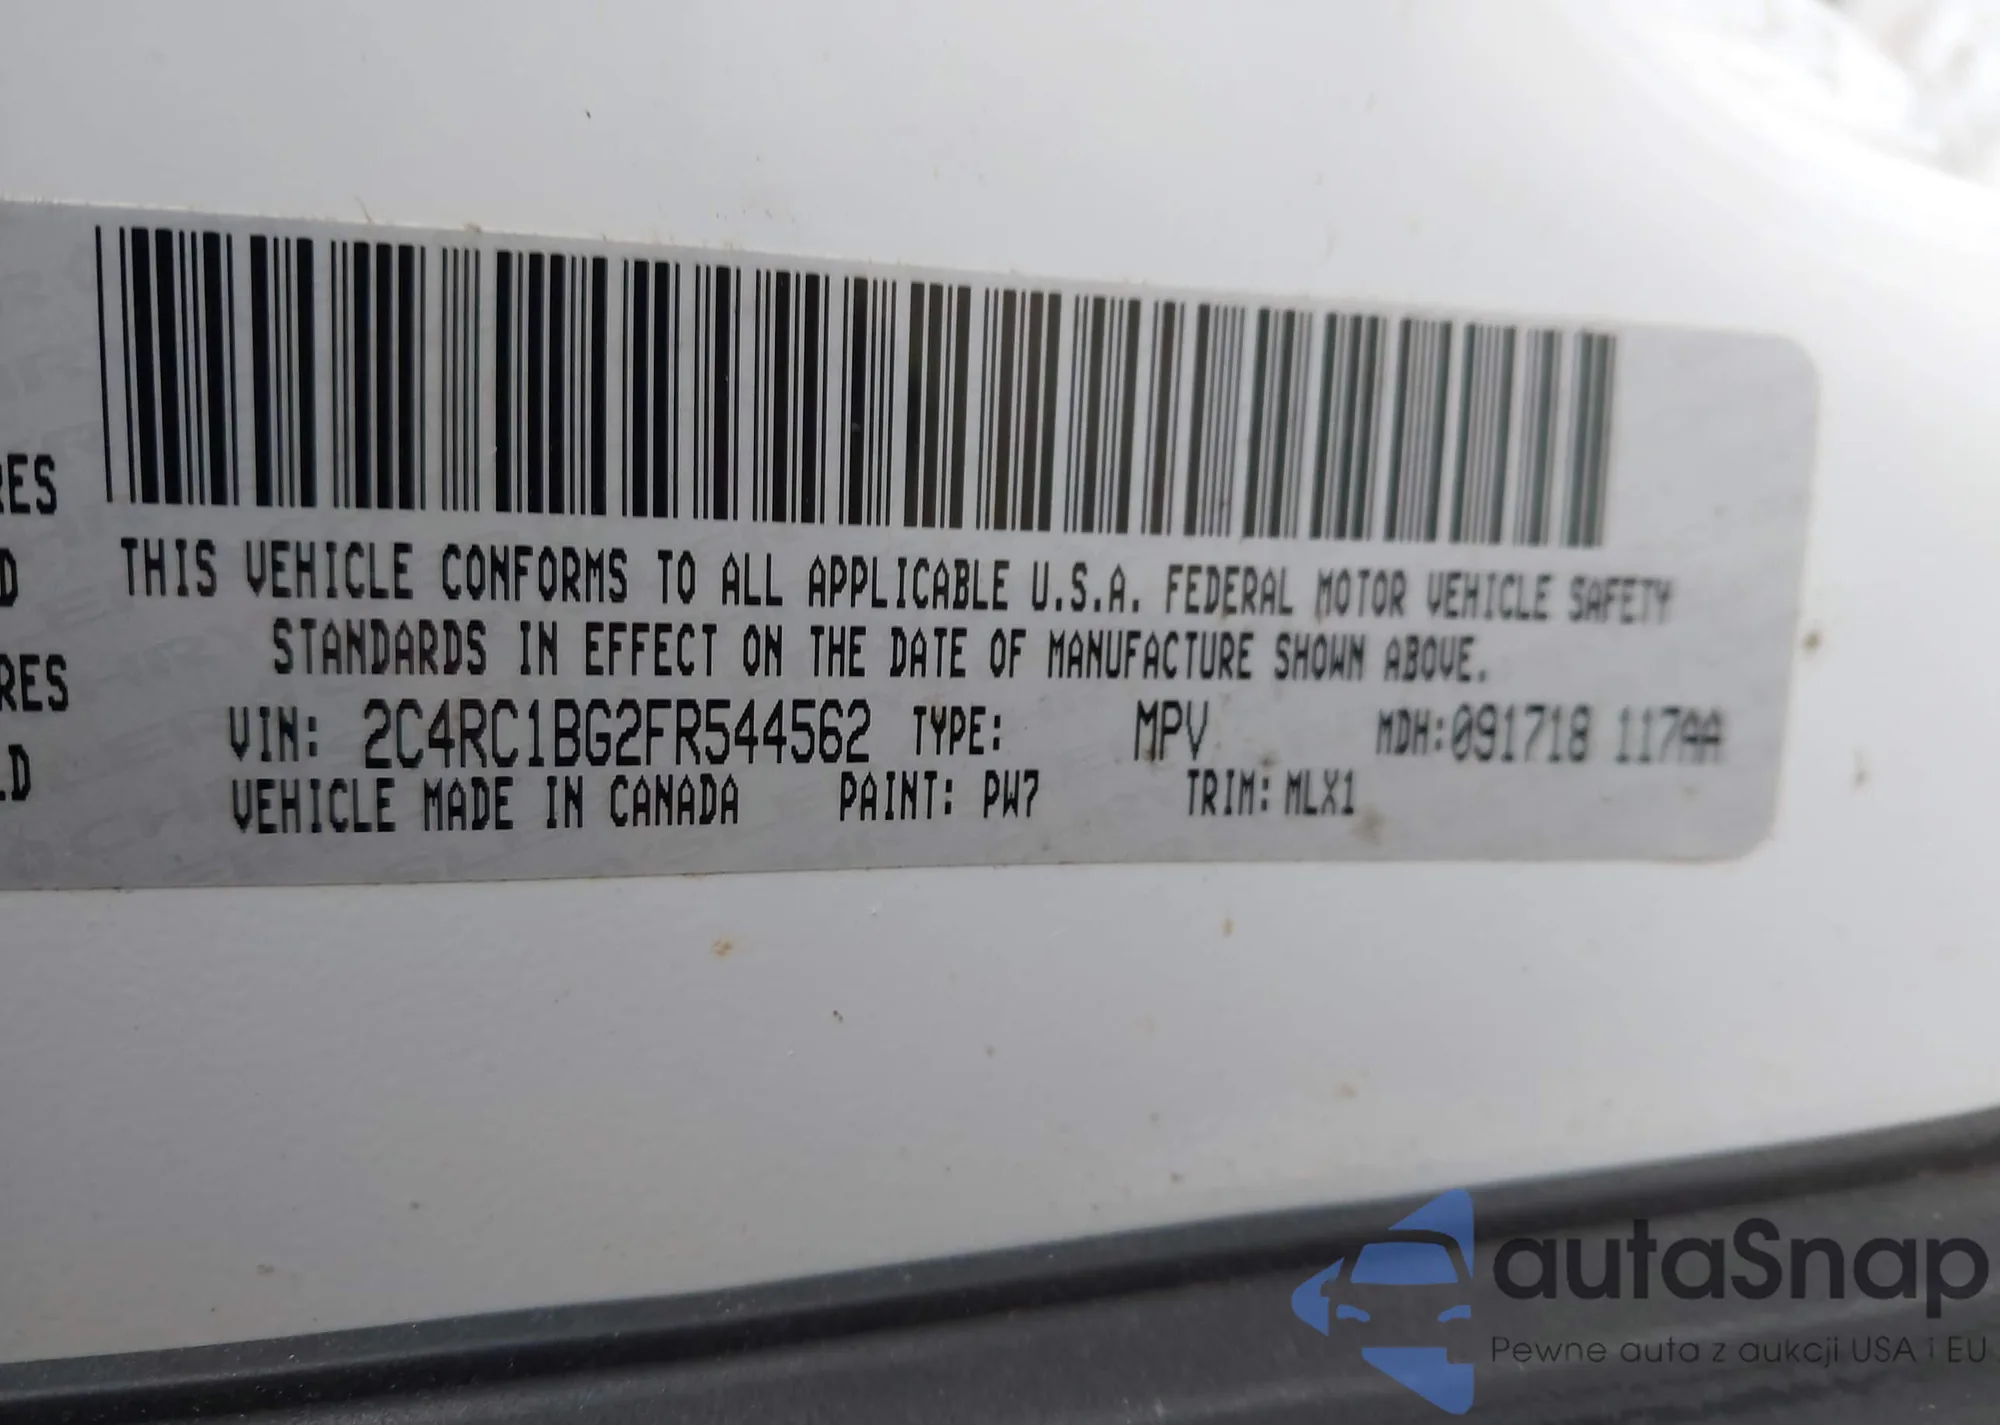 RES
D
RES
LD
THIS VEHICLE CONFORMS TO ALL APPLICABLE U.S.A. FEDERAL MOTOR VEHICLE SAFETY
STANDARDS IN EFFECT ON THE DATE OF MANUFACTURE SHOWN ABOVE.
VIN: 2C4RC1BG2FR544562 TYPE: MPV MDH:091718 117AA
VEHICLE MADE IN CANADA PAINT: PW7 TRIM: MLX1
autaSnap
Pewne auta z aukcji USA i EU